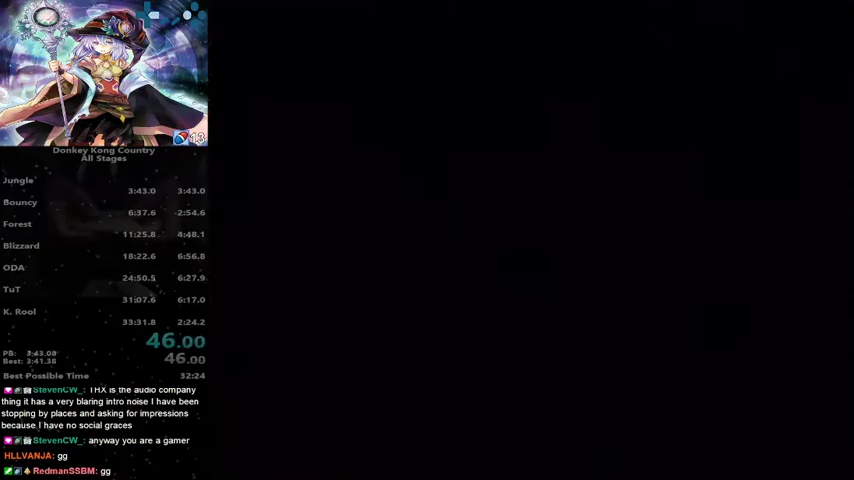 13
Donkey Kong Country
All Stages
Jungle
3:43.0 3:43.0
Bouncy
6:37.6 2:54.6
Forest
11:25.8 4:48.1
Blizzard
18:22.6 6:56.8
ODA
24:50.5 6:27.9
TuT
31:07.6 6:17.0
K. Rool
33:31.8 2:24.2
46.00
PB: 3:43.08
46.00
Best: 3:41.38
Best Possible Time 32:24
StevenCW_: THX is the audio company
thing it has a very blaring intro noise I have been
stopping by places and asking for impressions
because I have no social graces
StevenCW_: anyway you are a gamer
HLLVANJA: gg
RedmanSSBM: gg